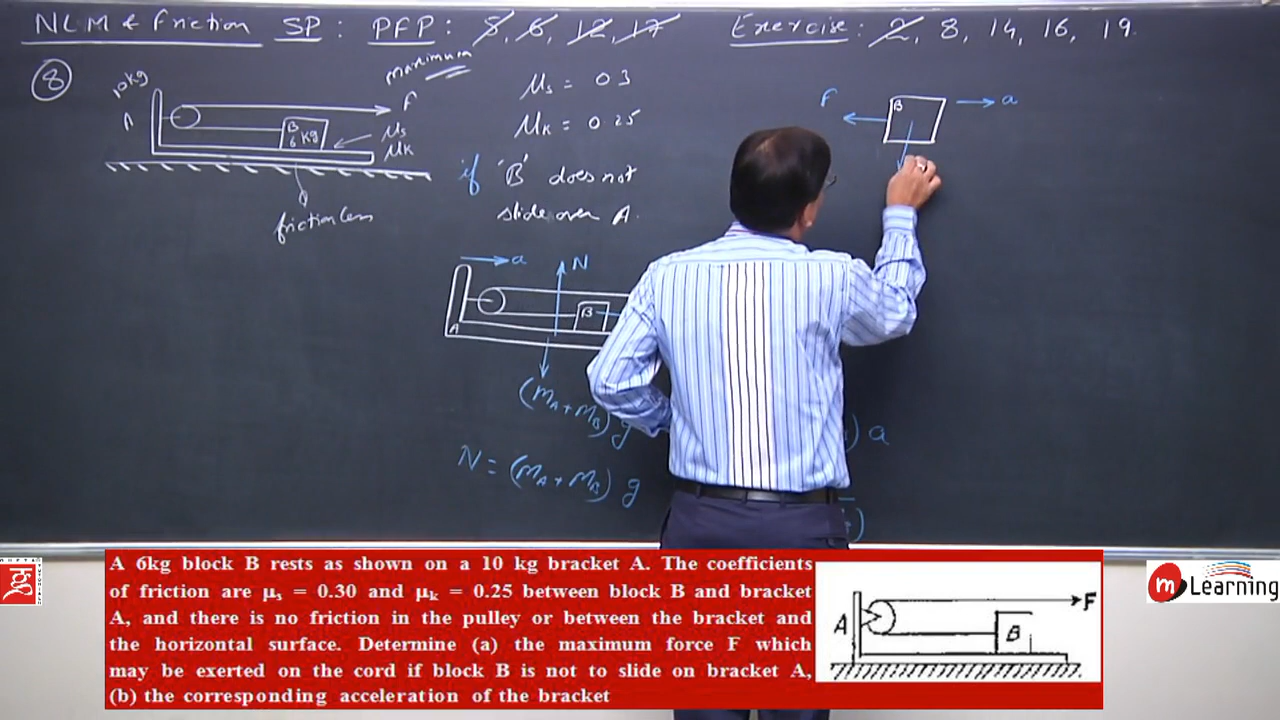 NLM & Friction SP : PFP : 5, 6, 12, 17 Exercise : 2, 8, 14, 16, 19.
8
10kg
A
maximum
F
B
6 kg
μs
μk
frictionless
μs = 03
μk = 0.25
if 'B' does not
slide over A.
a
N
A
B
(mA + mB) g
N = (mA + mB) g
) a
F
B
a
A 6kg block B rests as shown on a 10 kg bracket A. The coefficients
of friction are μs = 0.30 and μk = 0.25 between block B and bracket
A, and there is no friction in the pulley or between the bracket and
the horizontal surface. Determine (a) the maximum force F which
may be exerted on the cord if block B is not to slide on bracket A,
(b) the corresponding acceleration of the bracket
A
B
F
m Learning